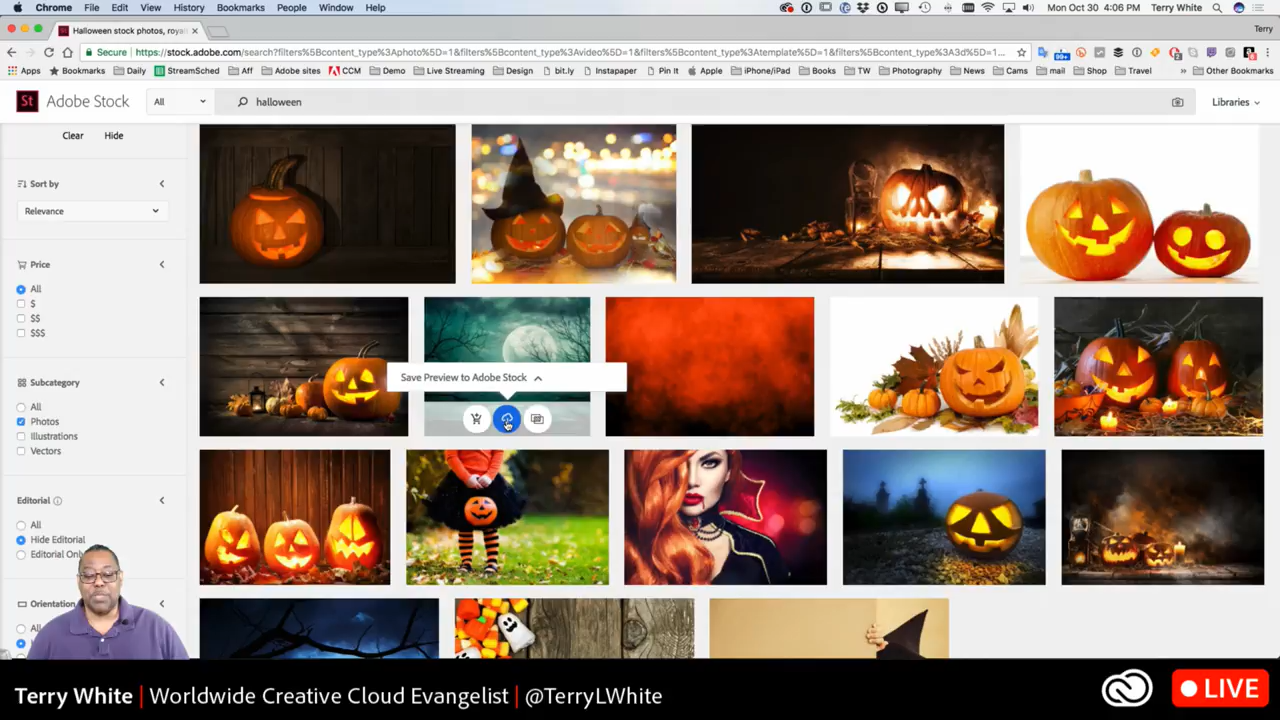 Chrome File Edit View History Bookmarks People Window Help Mon Oct 30 4:06 PM Terry White
Halloween stock photos, roya Terry
Secure https://stock.adobe.com/search?filters%5Bcontent_type%3Aphoto%5D=1&filters%5Bcontent_type%3Avideo%5D=1&filters%5Bcontent_type%3Atemplate%5D=1&filters%5Bcontent_type%3A3d%5D=1...
Apps Bookmarks Daily StreamSched Aff Adobe sites CCM Demo Live Streaming Design bit.ly Instapaper Pin It Apple iPhone/iPad Books TW Photography News Cams mail Shop Travel » Other Bookmarks
St Adobe Stock All halloween Libraries
Clear Hide
Sort by
Relevance
Price
All
$
$$
$$$
Subcategory
All
Photos
Illustrations
Vectors
Save Preview to Adobe Stock
Editorial
All
Hide Editorial
Editorial Only
Orientation
All
Terry White | Worldwide Creative Cloud Evangelist | @TerryLWhite
LIVE